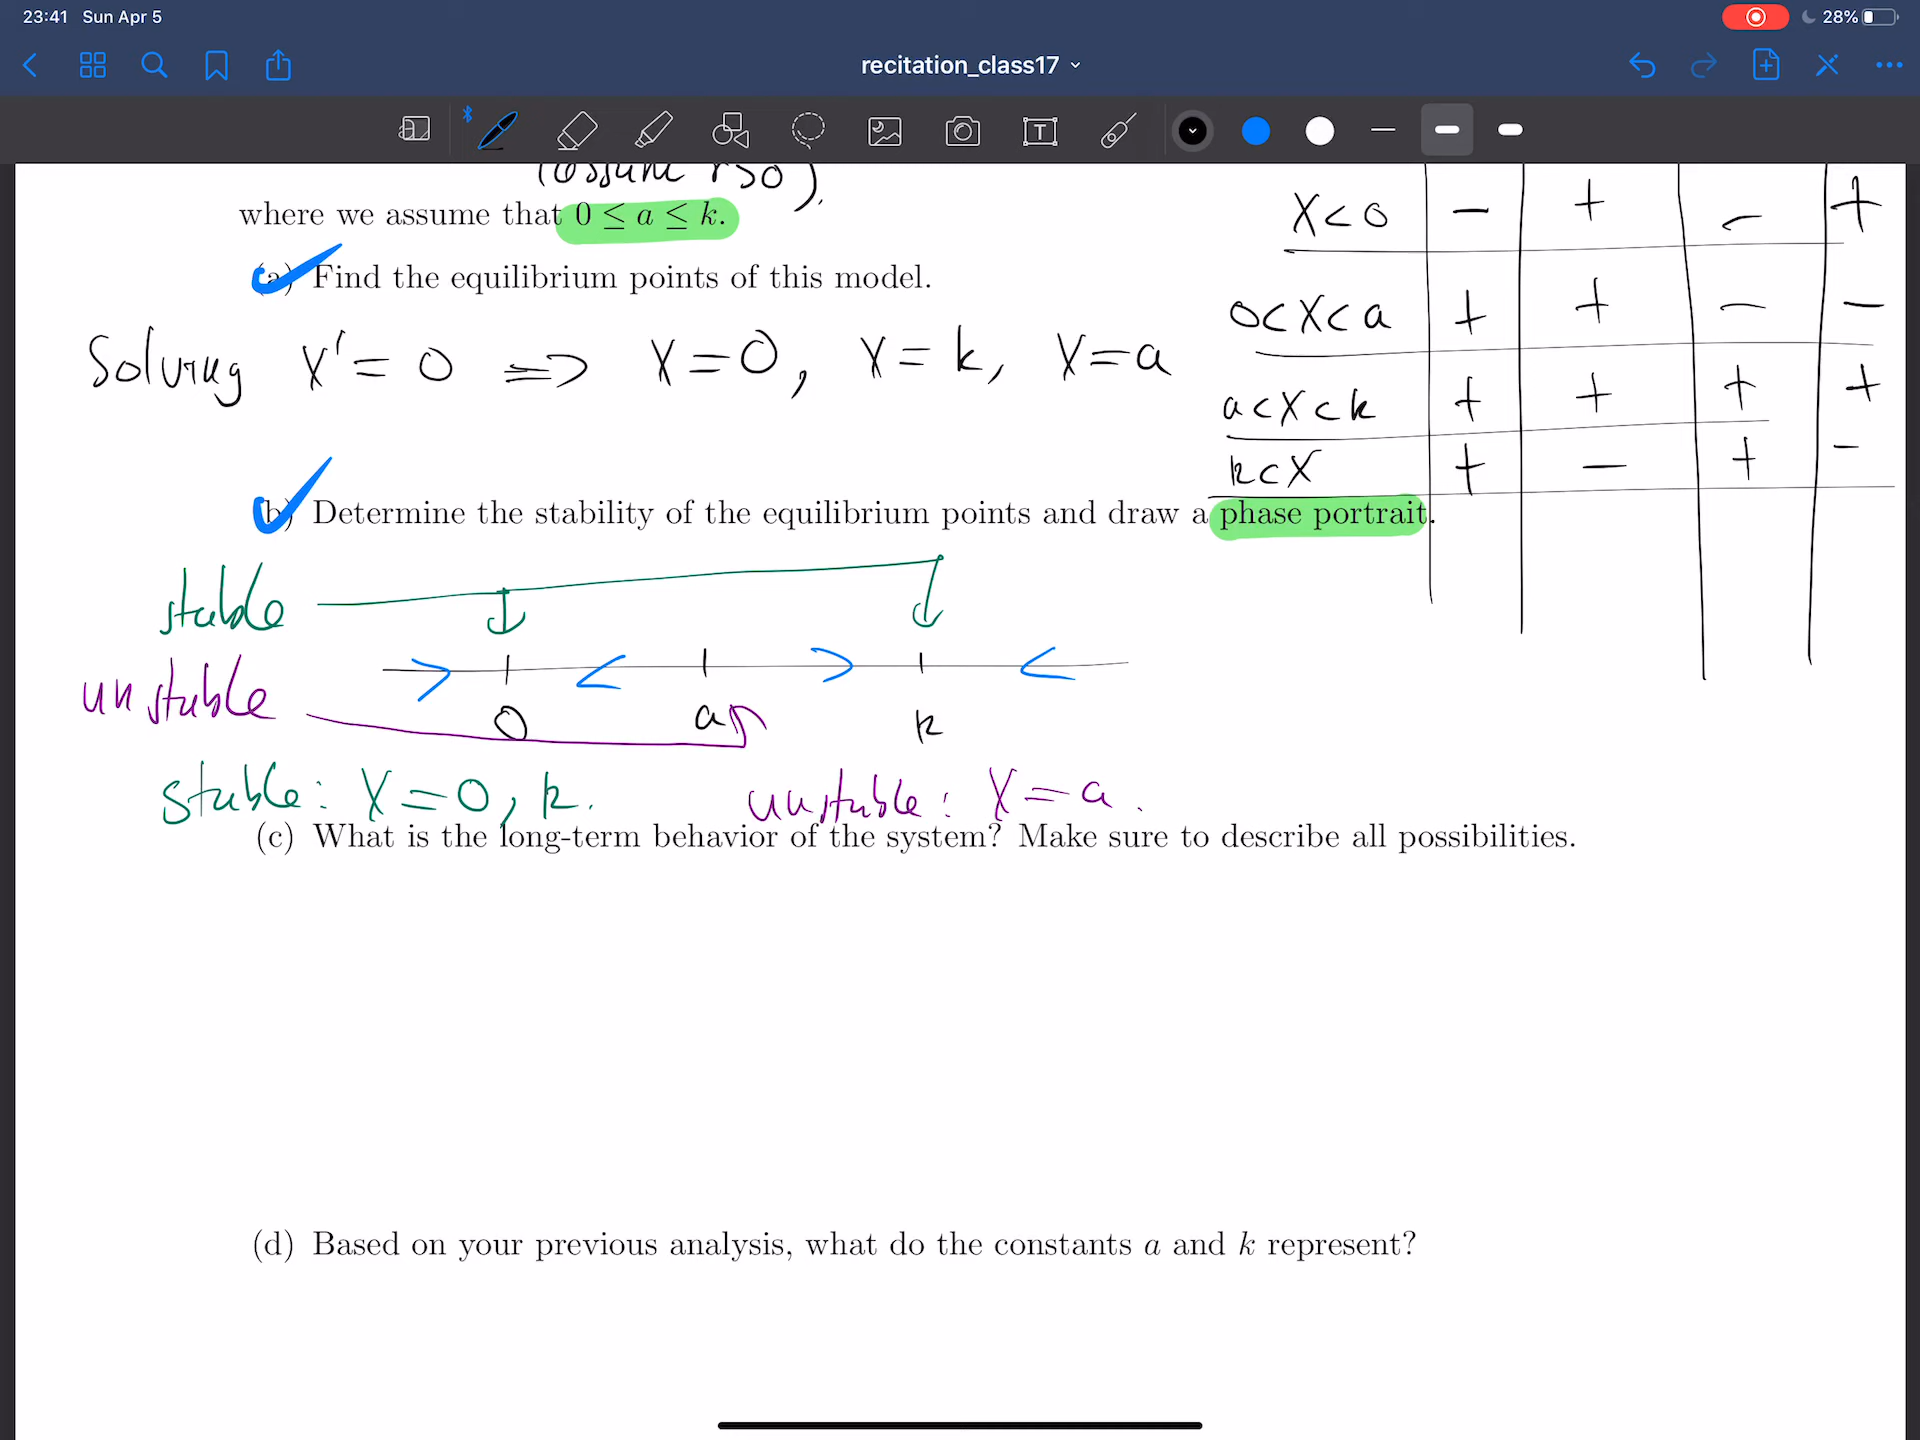 23:41 Sun Apr 5 28%
recitation_class17
(assume r>0).
where we assume that 0 ≤ a ≤ k.
(a) Find the equilibrium points of this model.
Solving X' = 0 => X=0, X=k, X=a
X<0 - + - +
0<X<a + + - -
a<X<k + + + +
k<X + - + -
(b) Determine the stability of the equilibrium points and draw a phase portrait.
stable
unstable
0 a k
stable: X=0, k. unstable: X=a.
(c) What is the long-term behavior of the system? Make sure to describe all possibilities.
(d) Based on your previous analysis, what do the constants a and k represent?